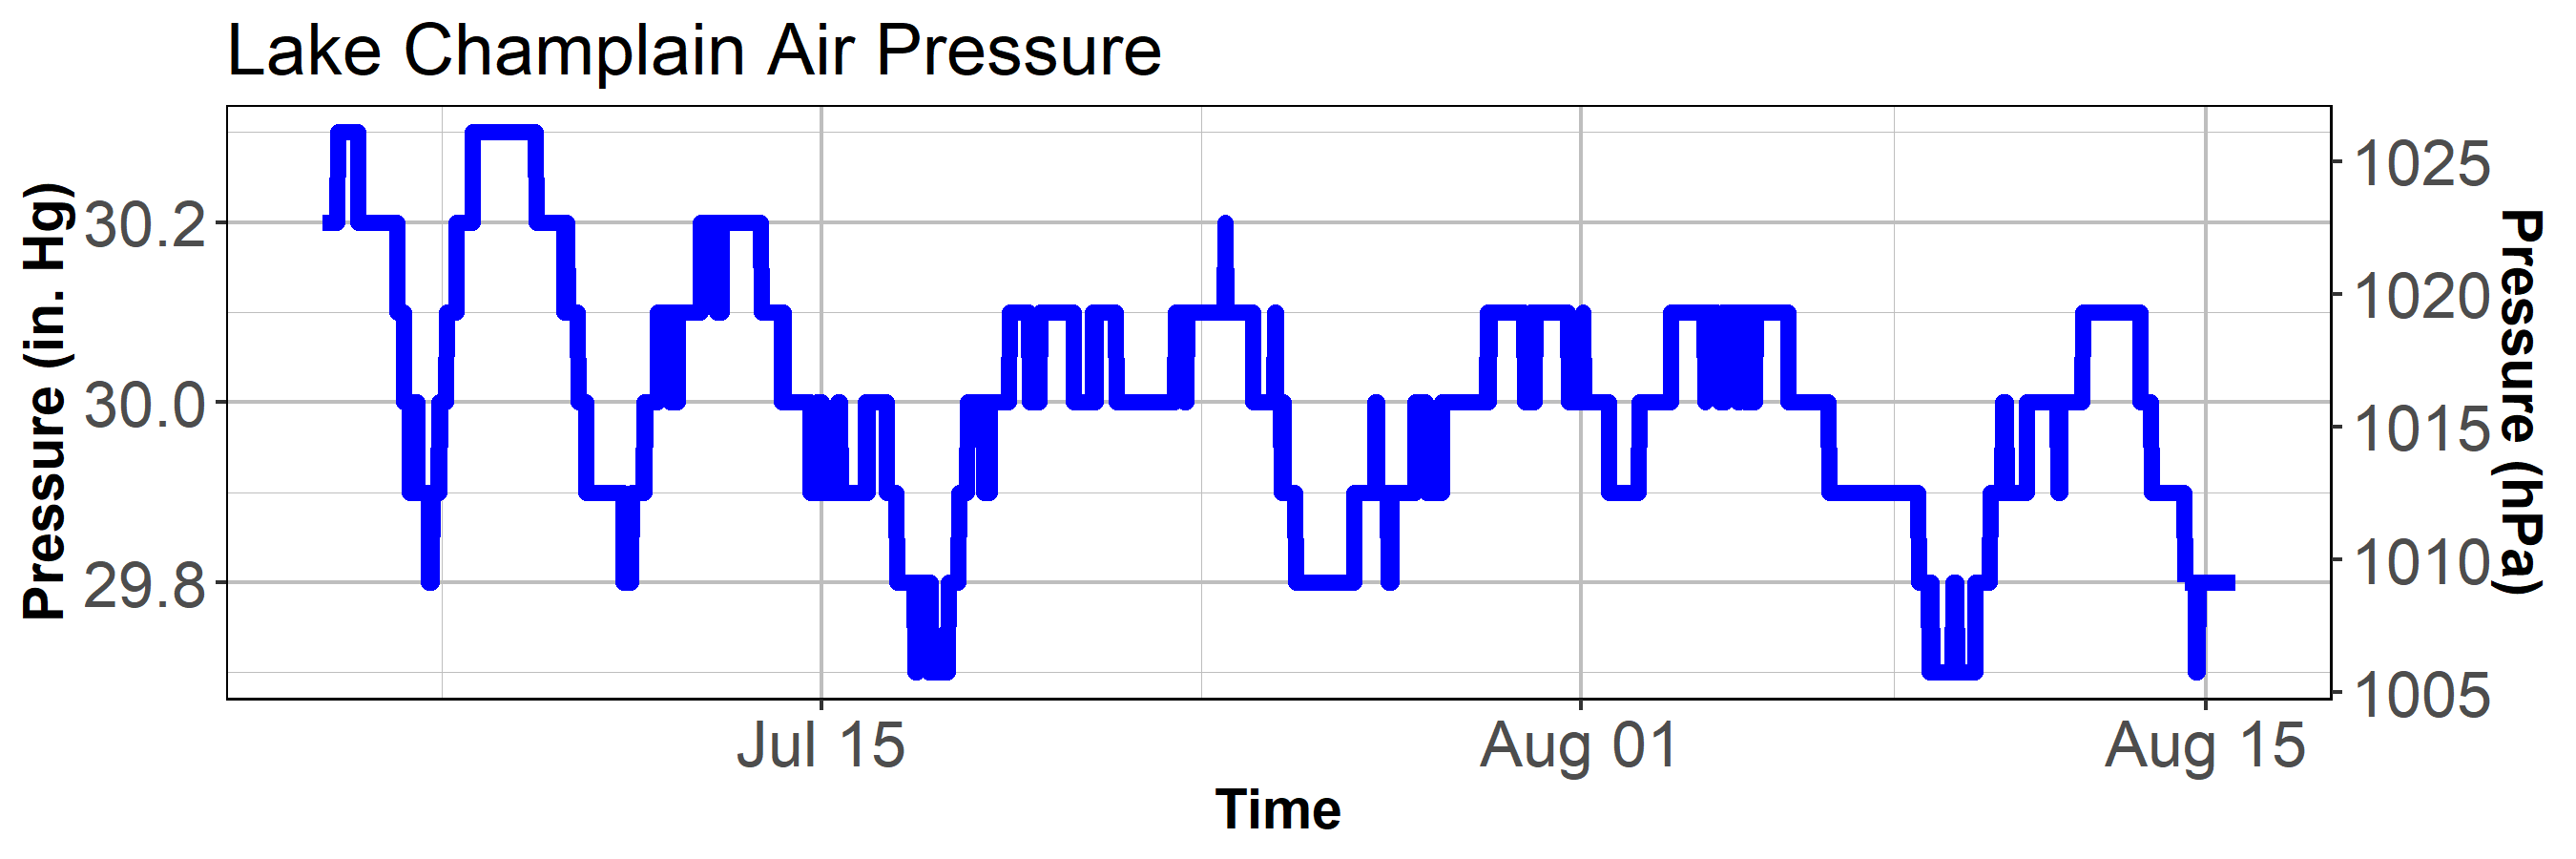 Lake Champlain Air Pressure
Pressure (in. Hg)
30.2
30.0
29.8
1025
1020
1015
1010
1005
Pressure (hPa)
Jul 15
Aug 01
Aug 15
Time